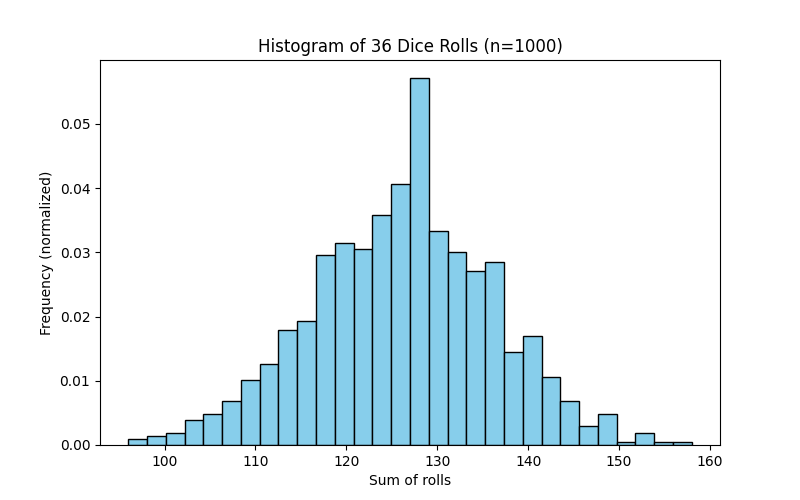 Histogram of 36 Dice Rolls (n=1000)
Frequency (normalized)
0.05
0.04
0.03
0.02
0.01
0.00
100 110 120 130 140 150 160
Sum of rolls